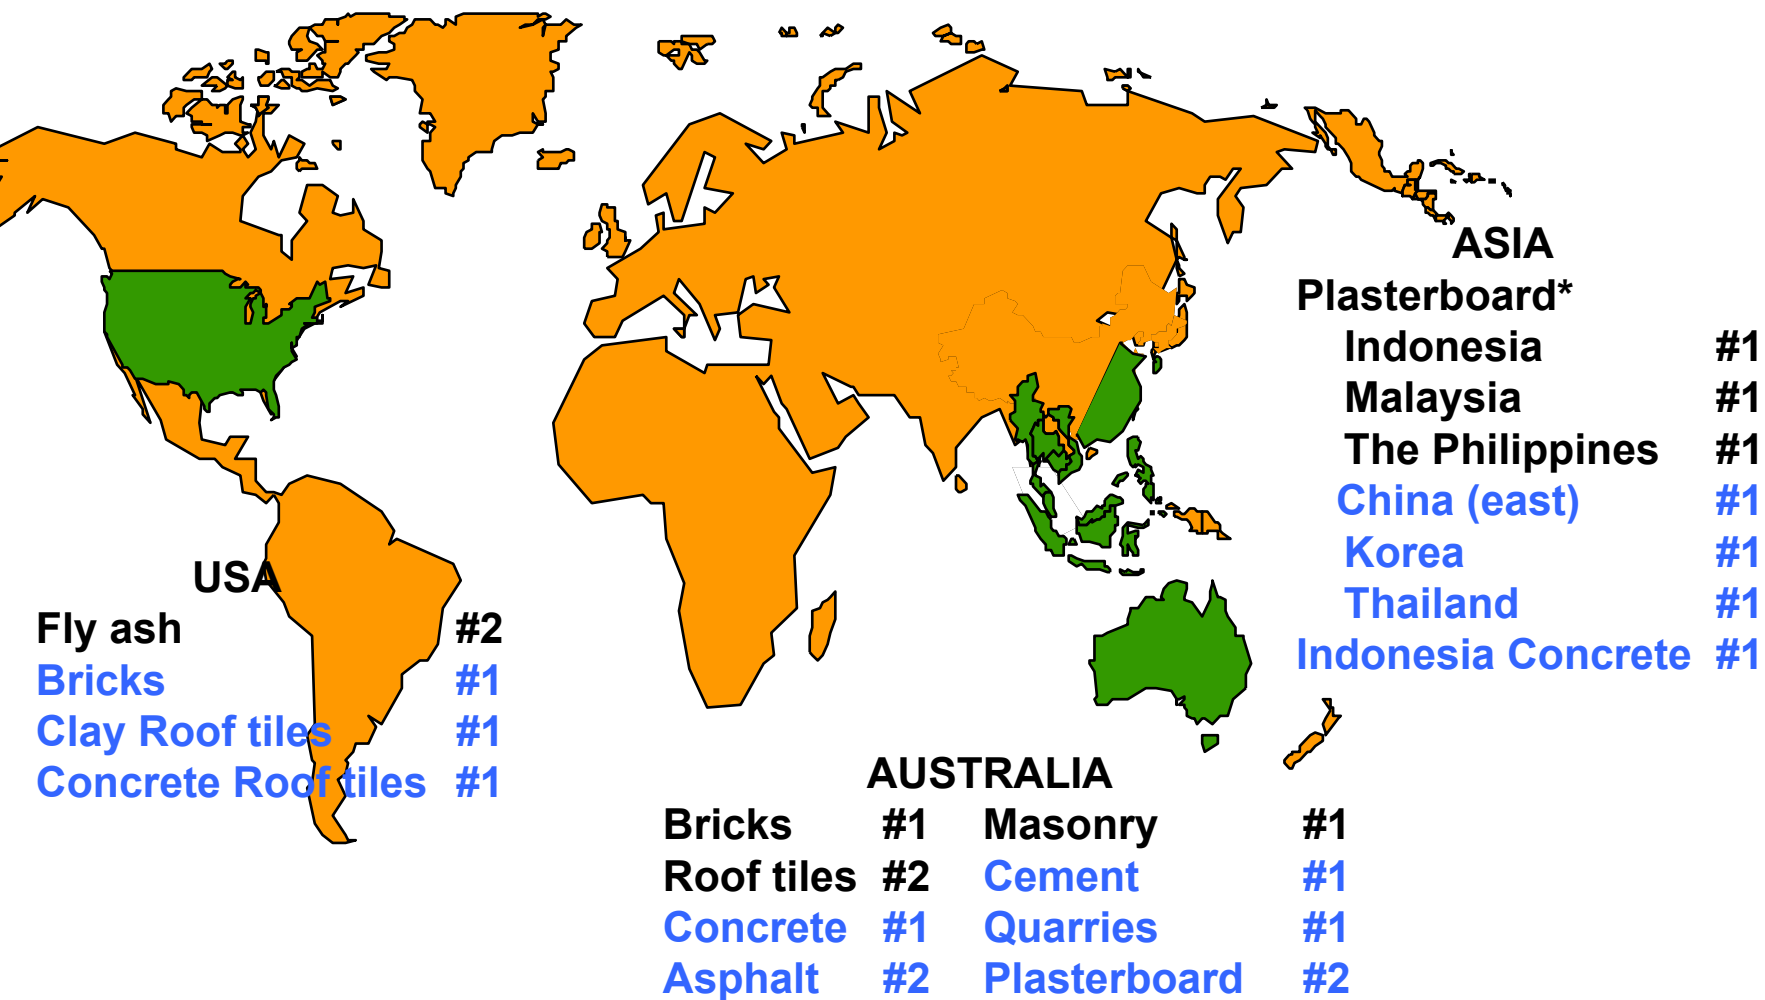 ASIA
Plasterboard*
Indonesia #1
Malaysia #1
The Philippines #1
China (east) #1
Korea #1
Thailand #1
Indonesia Concrete #1
USA
Fly ash #2
Bricks #1
Clay Roof tiles #1
Concrete Roof tiles #1
AUSTRALIA
Bricks #1 Masonry #1
Roof tiles #2 Cement #1
Concrete #1 Quarries #1
Asphalt #2 Plasterboard #2